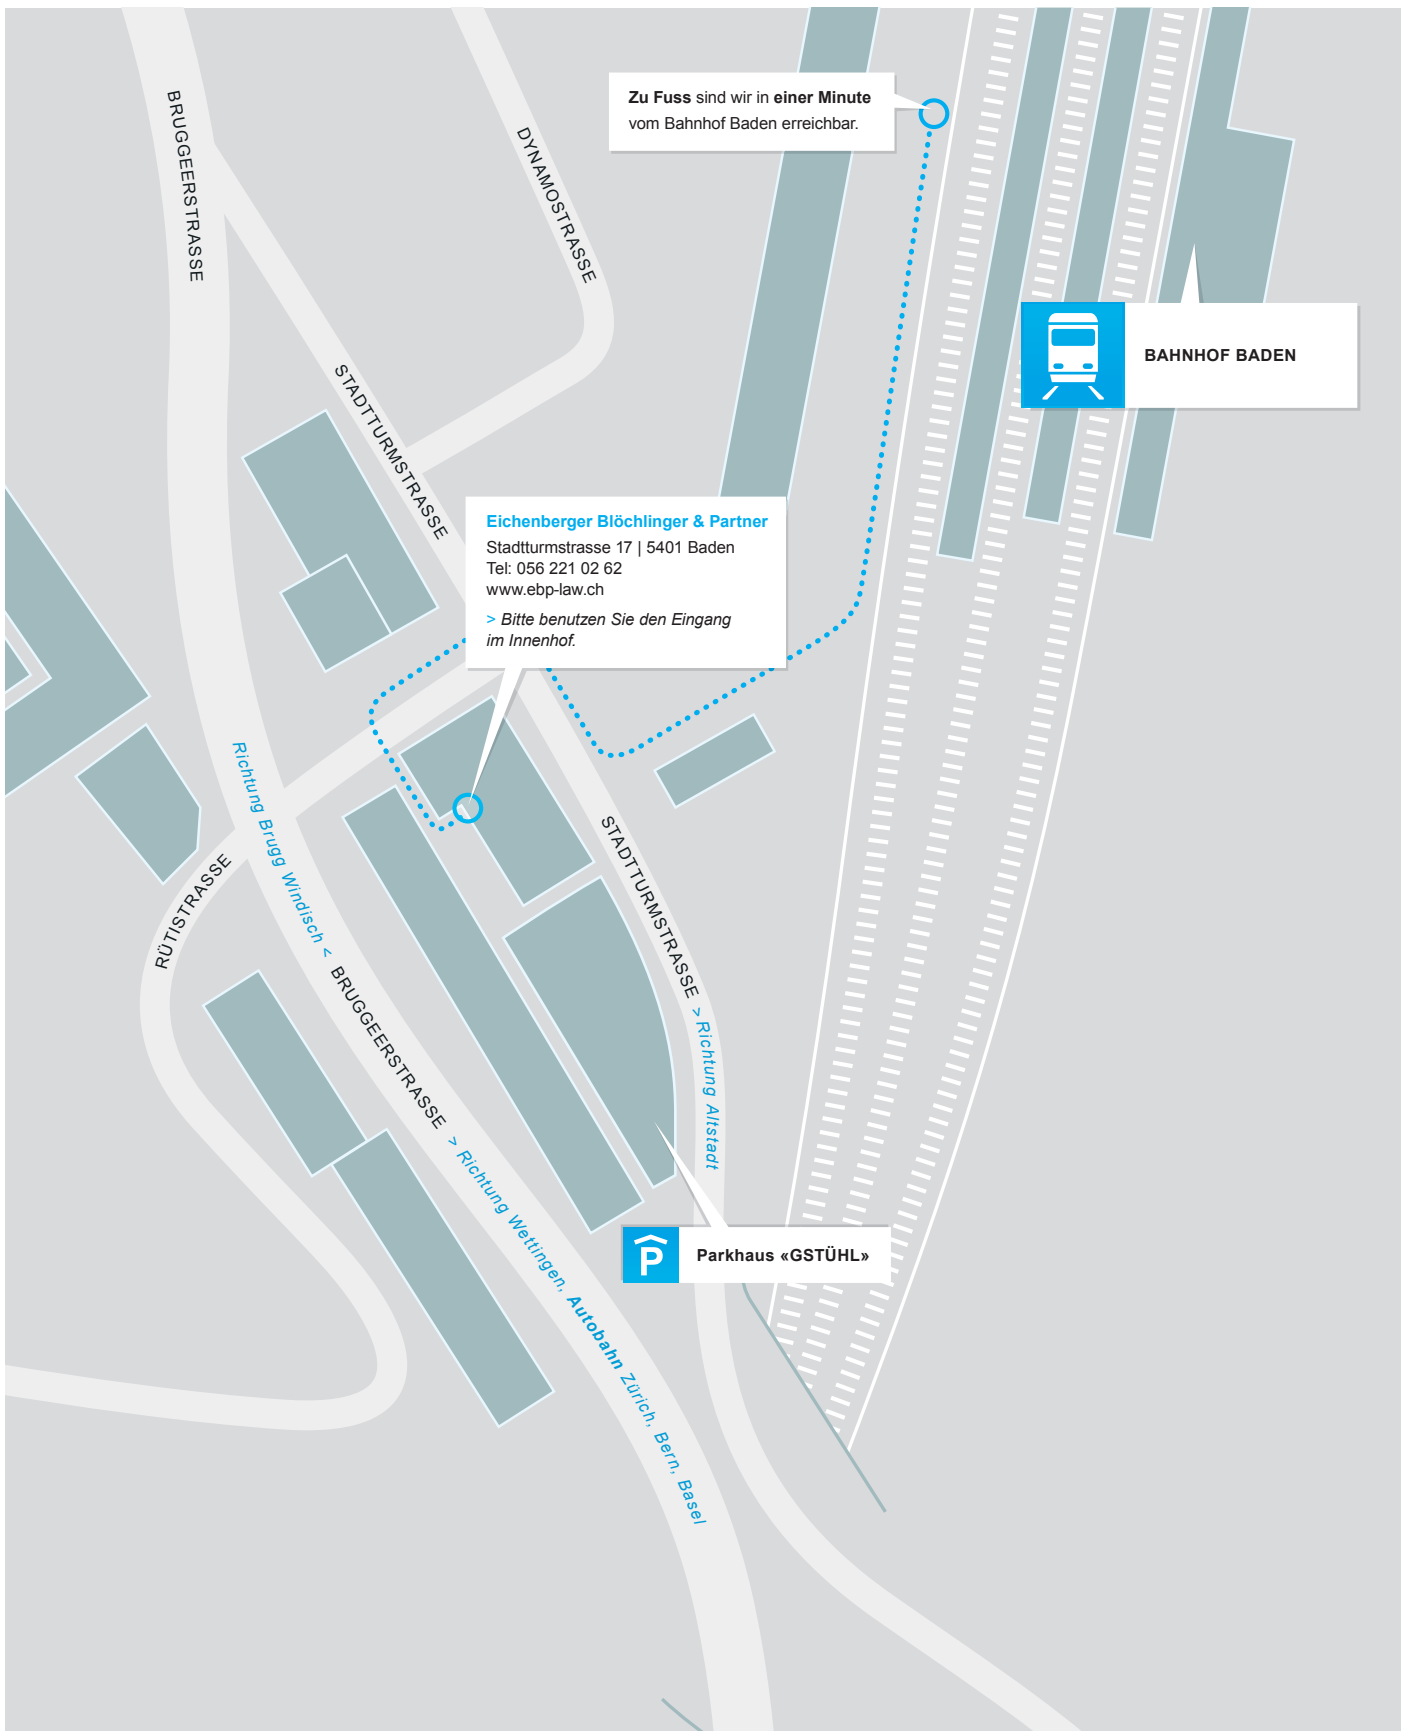 BRUGGEERSTRASSE
DYNAMOSTRASSE
Zu Fuss sind wir in einer Minute
vom Bahnhof Baden erreichbar.
BAHNHOF BADEN
STADTTURMSTRASSE
Eichenberger Blöchlinger & Partner
Stadtturmstrasse 17 | 5401 Baden
Tel: 056 221 02 62
www.ebp-law.ch
> Bitte benutzen Sie den Eingang
im Innenhof.
RÜTISTRASSE
Richtung Brugg Windisch < BRUGGEERSTRASSE > Richtung Wettingen, Autobahn Zürich, Bern, Basel
STADTTURMSTRASSE > Richtung Altstadt
P
Parkhaus «GSTÜHL»